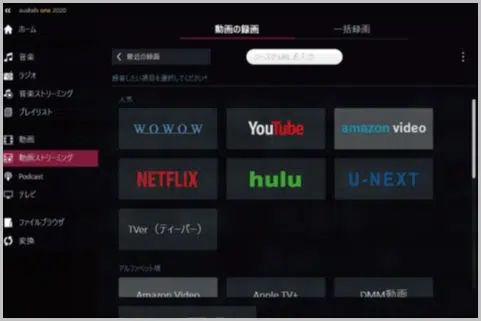 audials one 2020
動画の録画
一括録画
ホーム
最近の録画
音楽
ラジオ
録画したい項目を選択してください
音楽ストリーミング
人気
プレイリスト
WOWOW
YouTube
amazon video
動画
動画ストリーミング
NETFLIX
hulu
U-NEXT
Podcast
テレビ
TVer（ティーバー）
ファイルブラウザ
変換
アルファベット順
Amazon Video
Apple TV+
DMM動画